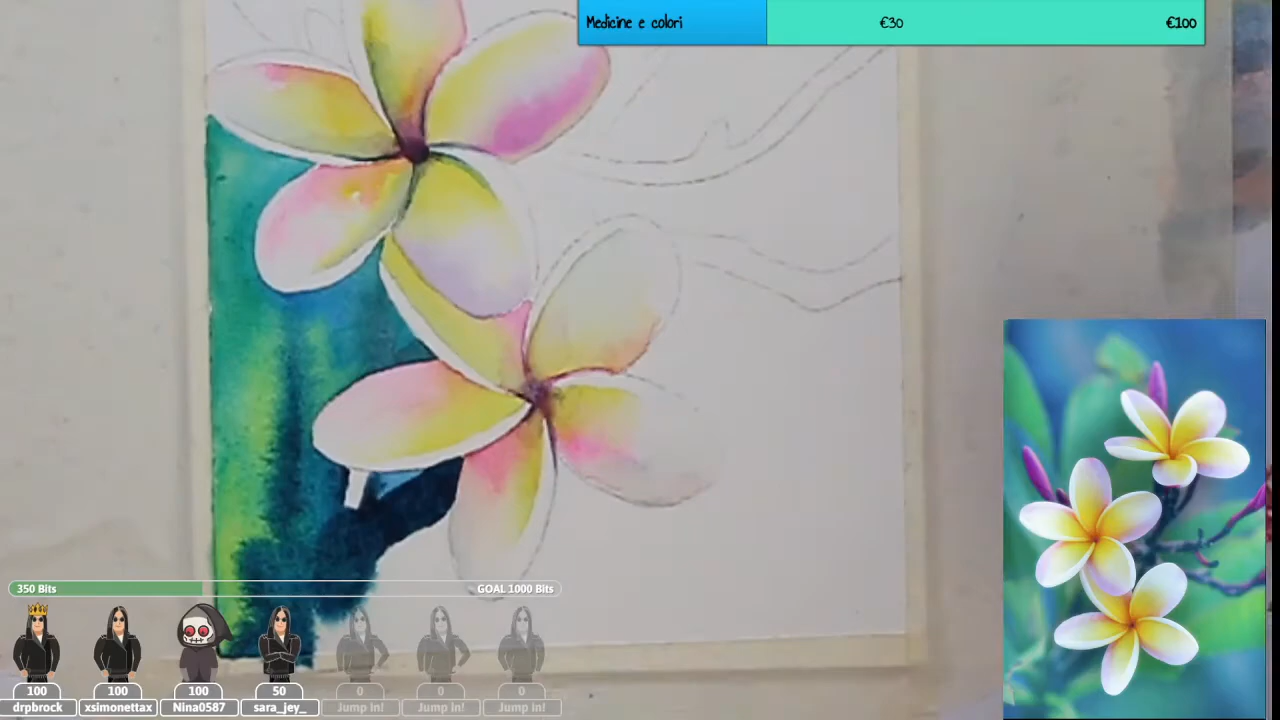 Medicine e colori €30 €100
350 Bits GOAL 1000 Bits
100 100 100 50 0 0 0
drpbrock xsimonettax Nina0587 sara_jey_ Jump In! Jump In! Jump In!